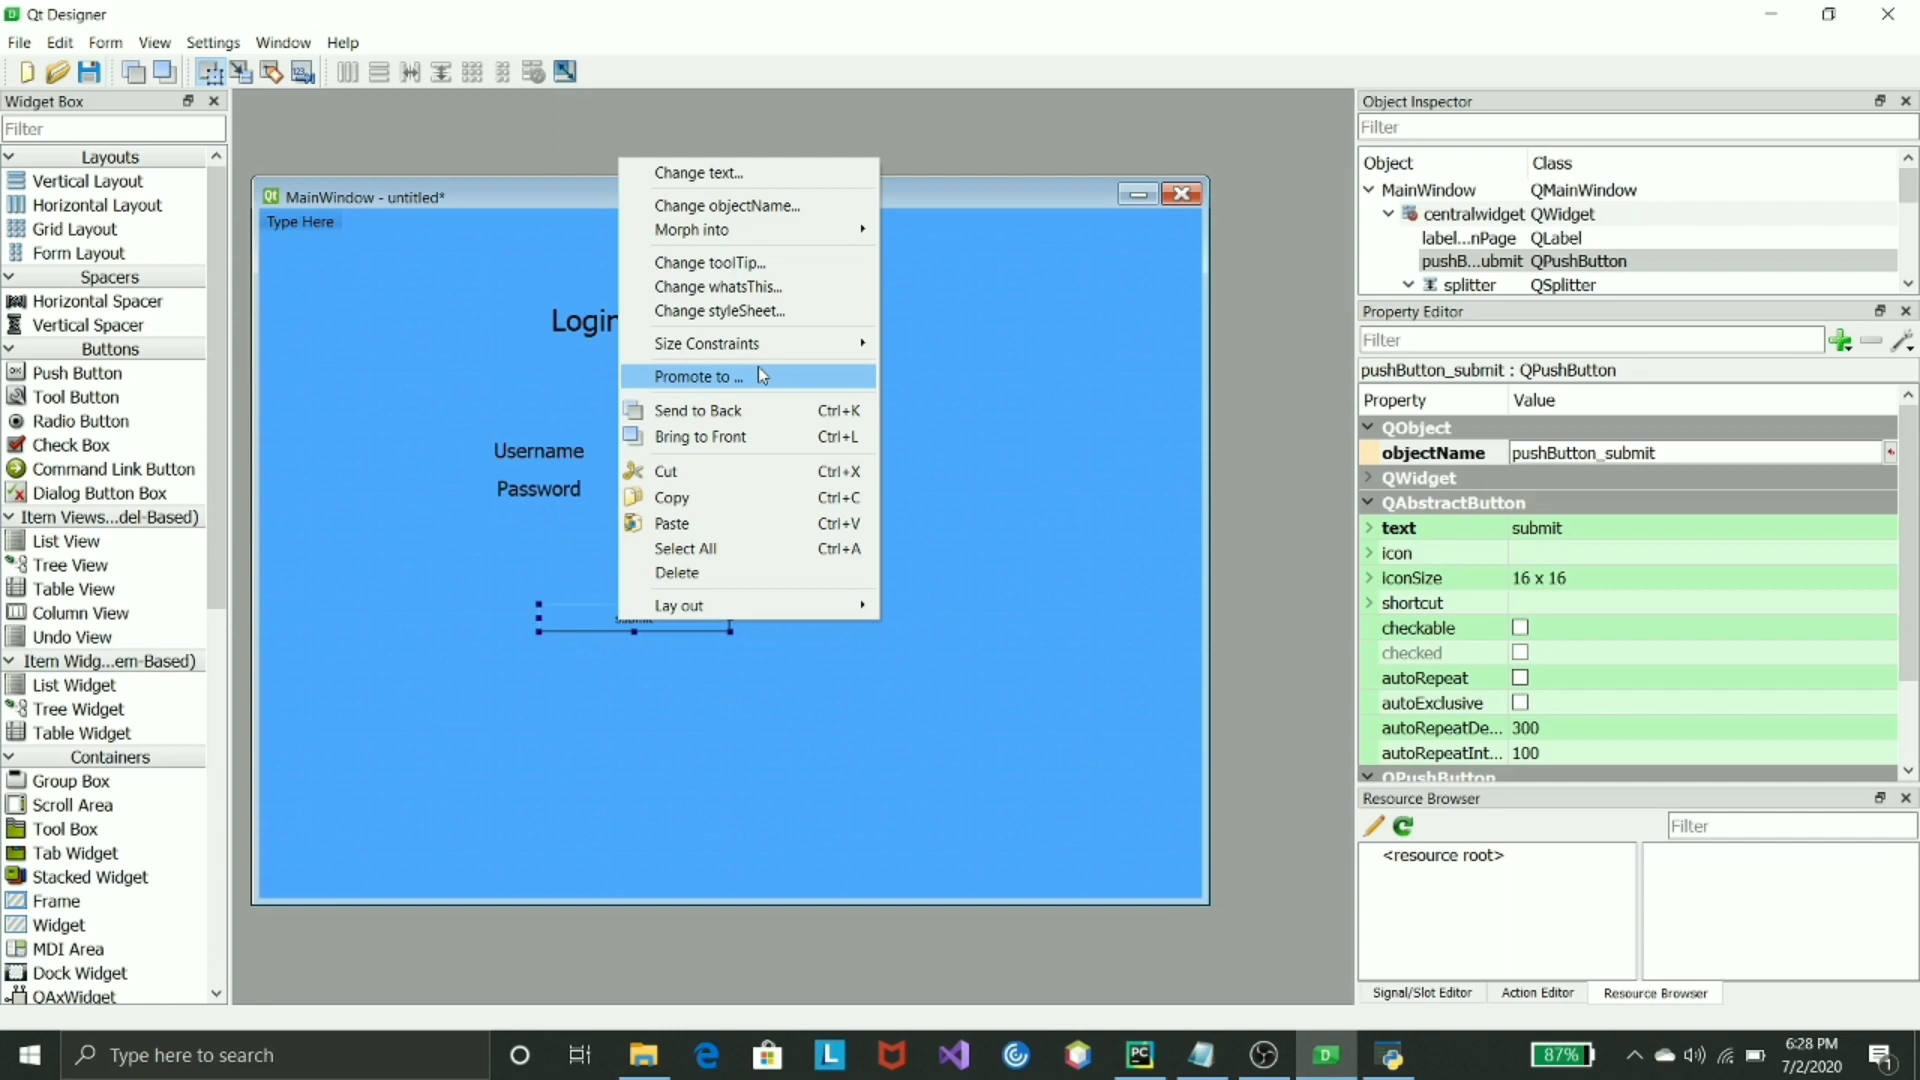 Qt Designer
File Edit Form View Settings Window Help
Widget Box
Filter
Layouts
Vertical Layout
Horizontal Layout
Grid Layout
Form Layout
Spacers
Horizontal Spacer
Vertical Spacer
Buttons
Push Button
Tool Button
Radio Button
Check Box
Command Link Button
Dialog Button Box
Item Views...del-Based)
List View
Tree View
Table View
Column View
Undo View
Item Widg...em-Based)
List Widget
Tree Widget
Table Widget
Containers
Group Box
Scroll Area
Tool Box
Tab Widget
Stacked Widget
Frame
Widget
MDI Area
Dock Widget
QAxWidget
MainWindow - untitled*
Type Here
Login
Username
Password
Change text...
Change objectName...
Morph into
Change toolTip...
Change whatsThis...
Change styleSheet...
Size Constraints
Promote to ...
Send to Back Ctrl+K
Bring to Front Ctrl+L
Cut Ctrl+X
Copy Ctrl+C
Paste Ctrl+V
Select All Ctrl+A
Delete
Lay out
submit
Object Inspector
Filter
Object Class
MainWindow QMainWindow
centralwidget QWidget
label...nPage QLabel
pushB...ubmit QPushButton
splitter QSplitter
Property Editor
Filter
pushButton_submit : QPushButton
Property Value
QObject
objectName pushButton_submit
QWidget
QAbstractButton
text submit
icon
iconSize 16 x 16
shortcut
checkable
checked
autoRepeat
autoExclusive
autoRepeatDe... 300
autoRepeatInt... 100
QPushButton
Resource Browser
Filter
<resource root>
Signal/Slot Editor Action Editor Resource Browser
Type here to search
87%
6:28 PM
7/2/2020
1